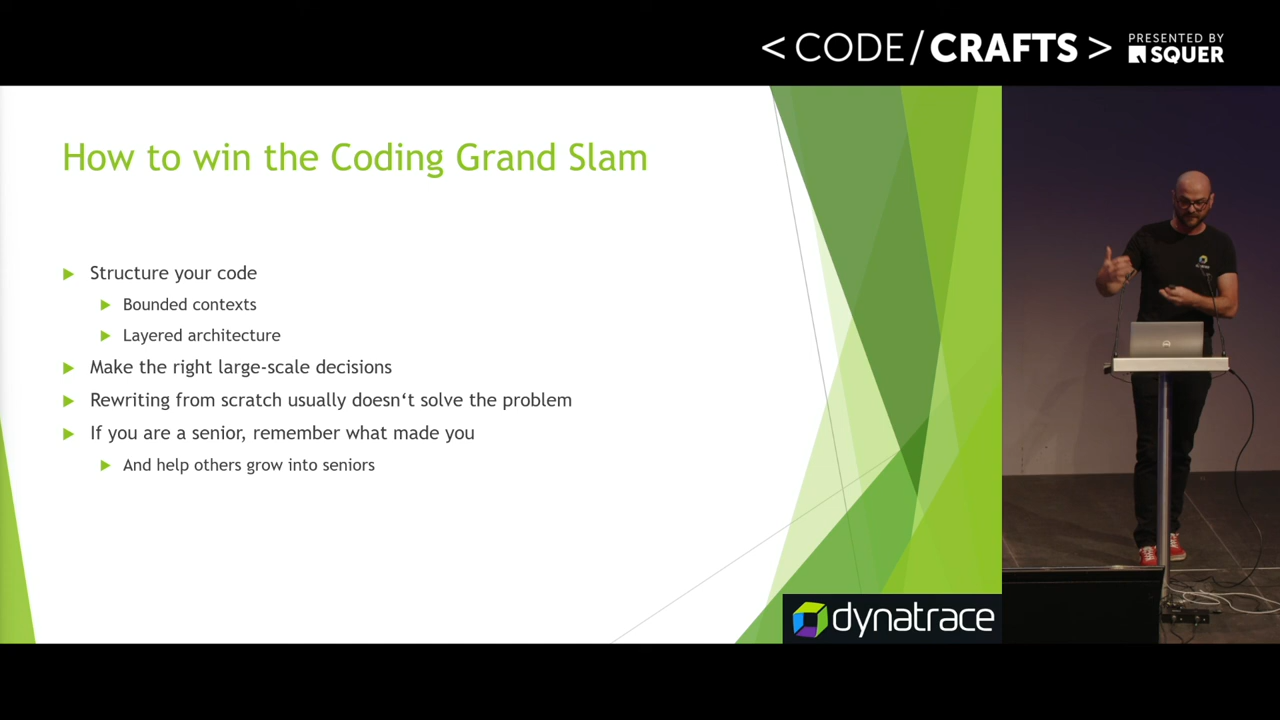 < CODE/CRAFTS >
PRESENTED BY
SQUER
How to win the Coding Grand Slam
Structure your code
Bounded contexts
Layered architecture
Make the right large-scale decisions
Rewriting from scratch usually doesn‘t solve the problem
If you are a senior, remember what made you
And help others grow into seniors
dynatrace